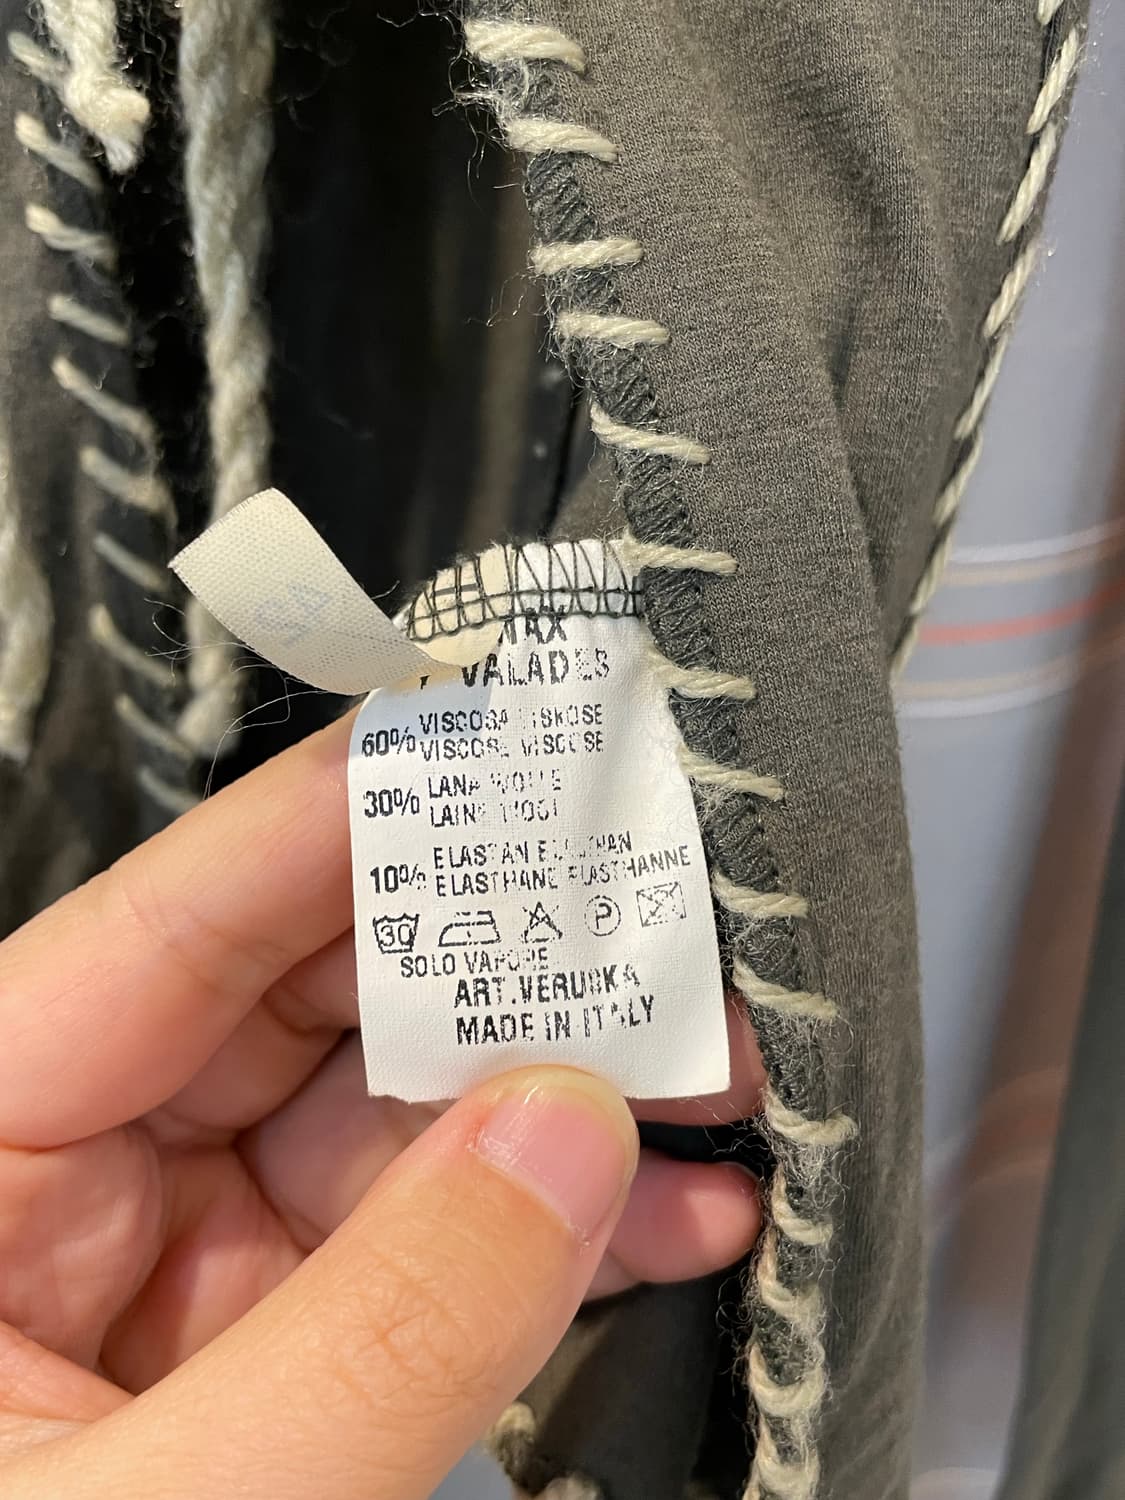 VALADES
60% VISCOSA VISKOSE
VISCOSE VISCOSE
30% LANA WOLLE
LAINE WOOL
10% ELASTAN ELASTHAN
ELASTHANE ELASTHANNE
30 P
SOLO VAPORE
ART.VERUSKA
MADE IN ITALY